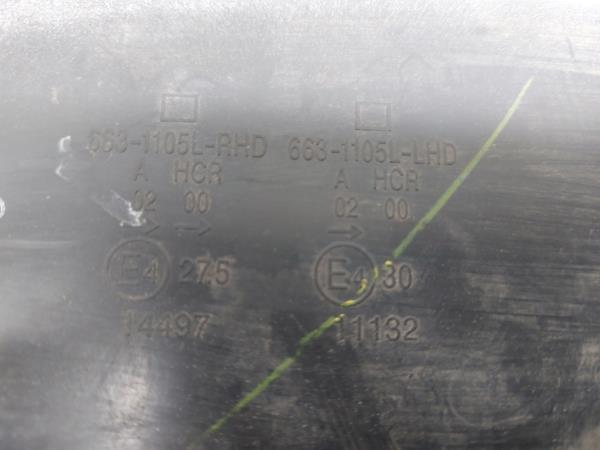 663-1105L-RHD 663-1105L-LHD
A HCR A HCR
02 00 02 00
E4 275 E4 30
14497 11132